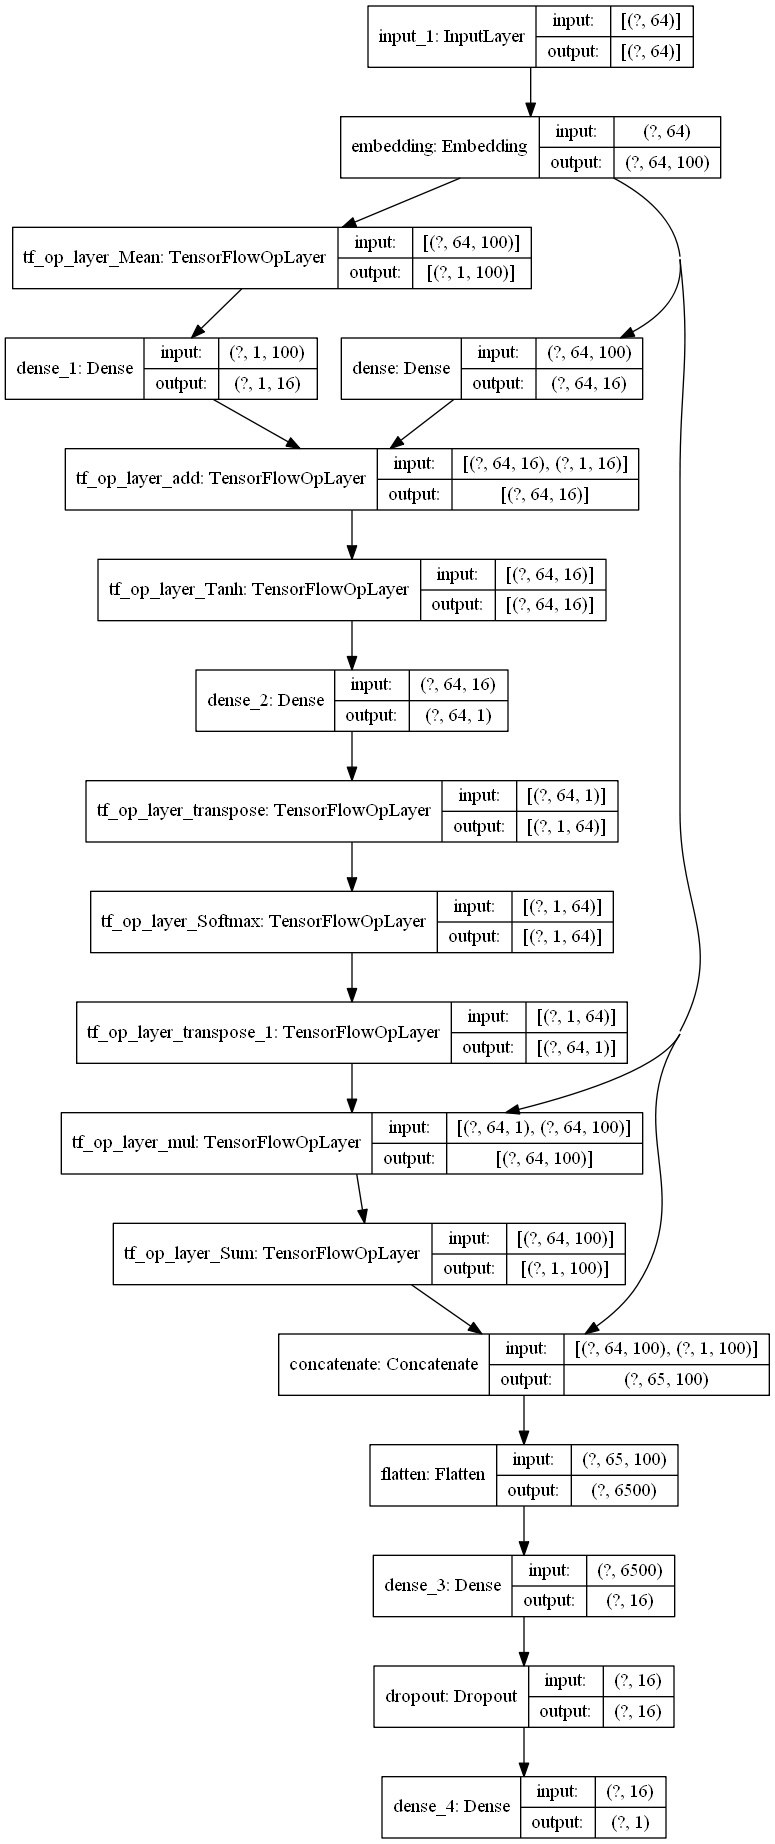 input_1: InputLayer
input: [(?, 64)]
output: [(?, 64)]
embedding: Embedding
input: (?, 64)
output: (?, 64, 100)
tf_op_layer_Mean: TensorFlowOpLayer
input: [(?, 64, 100)]
output: [(?, 1, 100)]
dense_1: Dense
input: (?, 1, 100)
output: (?, 1, 16)
dense: Dense
input: (?, 64, 100)
output: (?, 64, 16)
tf_op_layer_add: TensorFlowOpLayer
input: [(?, 64, 16), (?, 1, 16)]
output: [(?, 64, 16)]
tf_op_layer_Tanh: TensorFlowOpLayer
input: [(?, 64, 16)]
output: [(?, 64, 16)]
dense_2: Dense
input: (?, 64, 16)
output: (?, 64, 1)
tf_op_layer_transpose: TensorFlowOpLayer
input: [(?, 64, 1)]
output: [(?, 1, 64)]
tf_op_layer_Softmax: TensorFlowOpLayer
input: [(?, 1, 64)]
output: [(?, 1, 64)]
tf_op_layer_transpose_1: TensorFlowOpLayer
input: [(?, 1, 64)]
output: [(?, 64, 1)]
tf_op_layer_mul: TensorFlowOpLayer
input: [(?, 64, 1), (?, 64, 100)]
output: [(?, 64, 100)]
tf_op_layer_Sum: TensorFlowOpLayer
input: [(?, 64, 100)]
output: [(?, 1, 100)]
concatenate: Concatenate
input: [(?, 64, 100), (?, 1, 100)]
output: (?, 65, 100)
flatten: Flatten
input: (?, 65, 100)
output: (?, 6500)
dense_3: Dense
input: (?, 6500)
output: (?, 16)
dropout: Dropout
input: (?, 16)
output: (?, 16)
dense_4: Dense
input: (?, 16)
output: (?, 1)